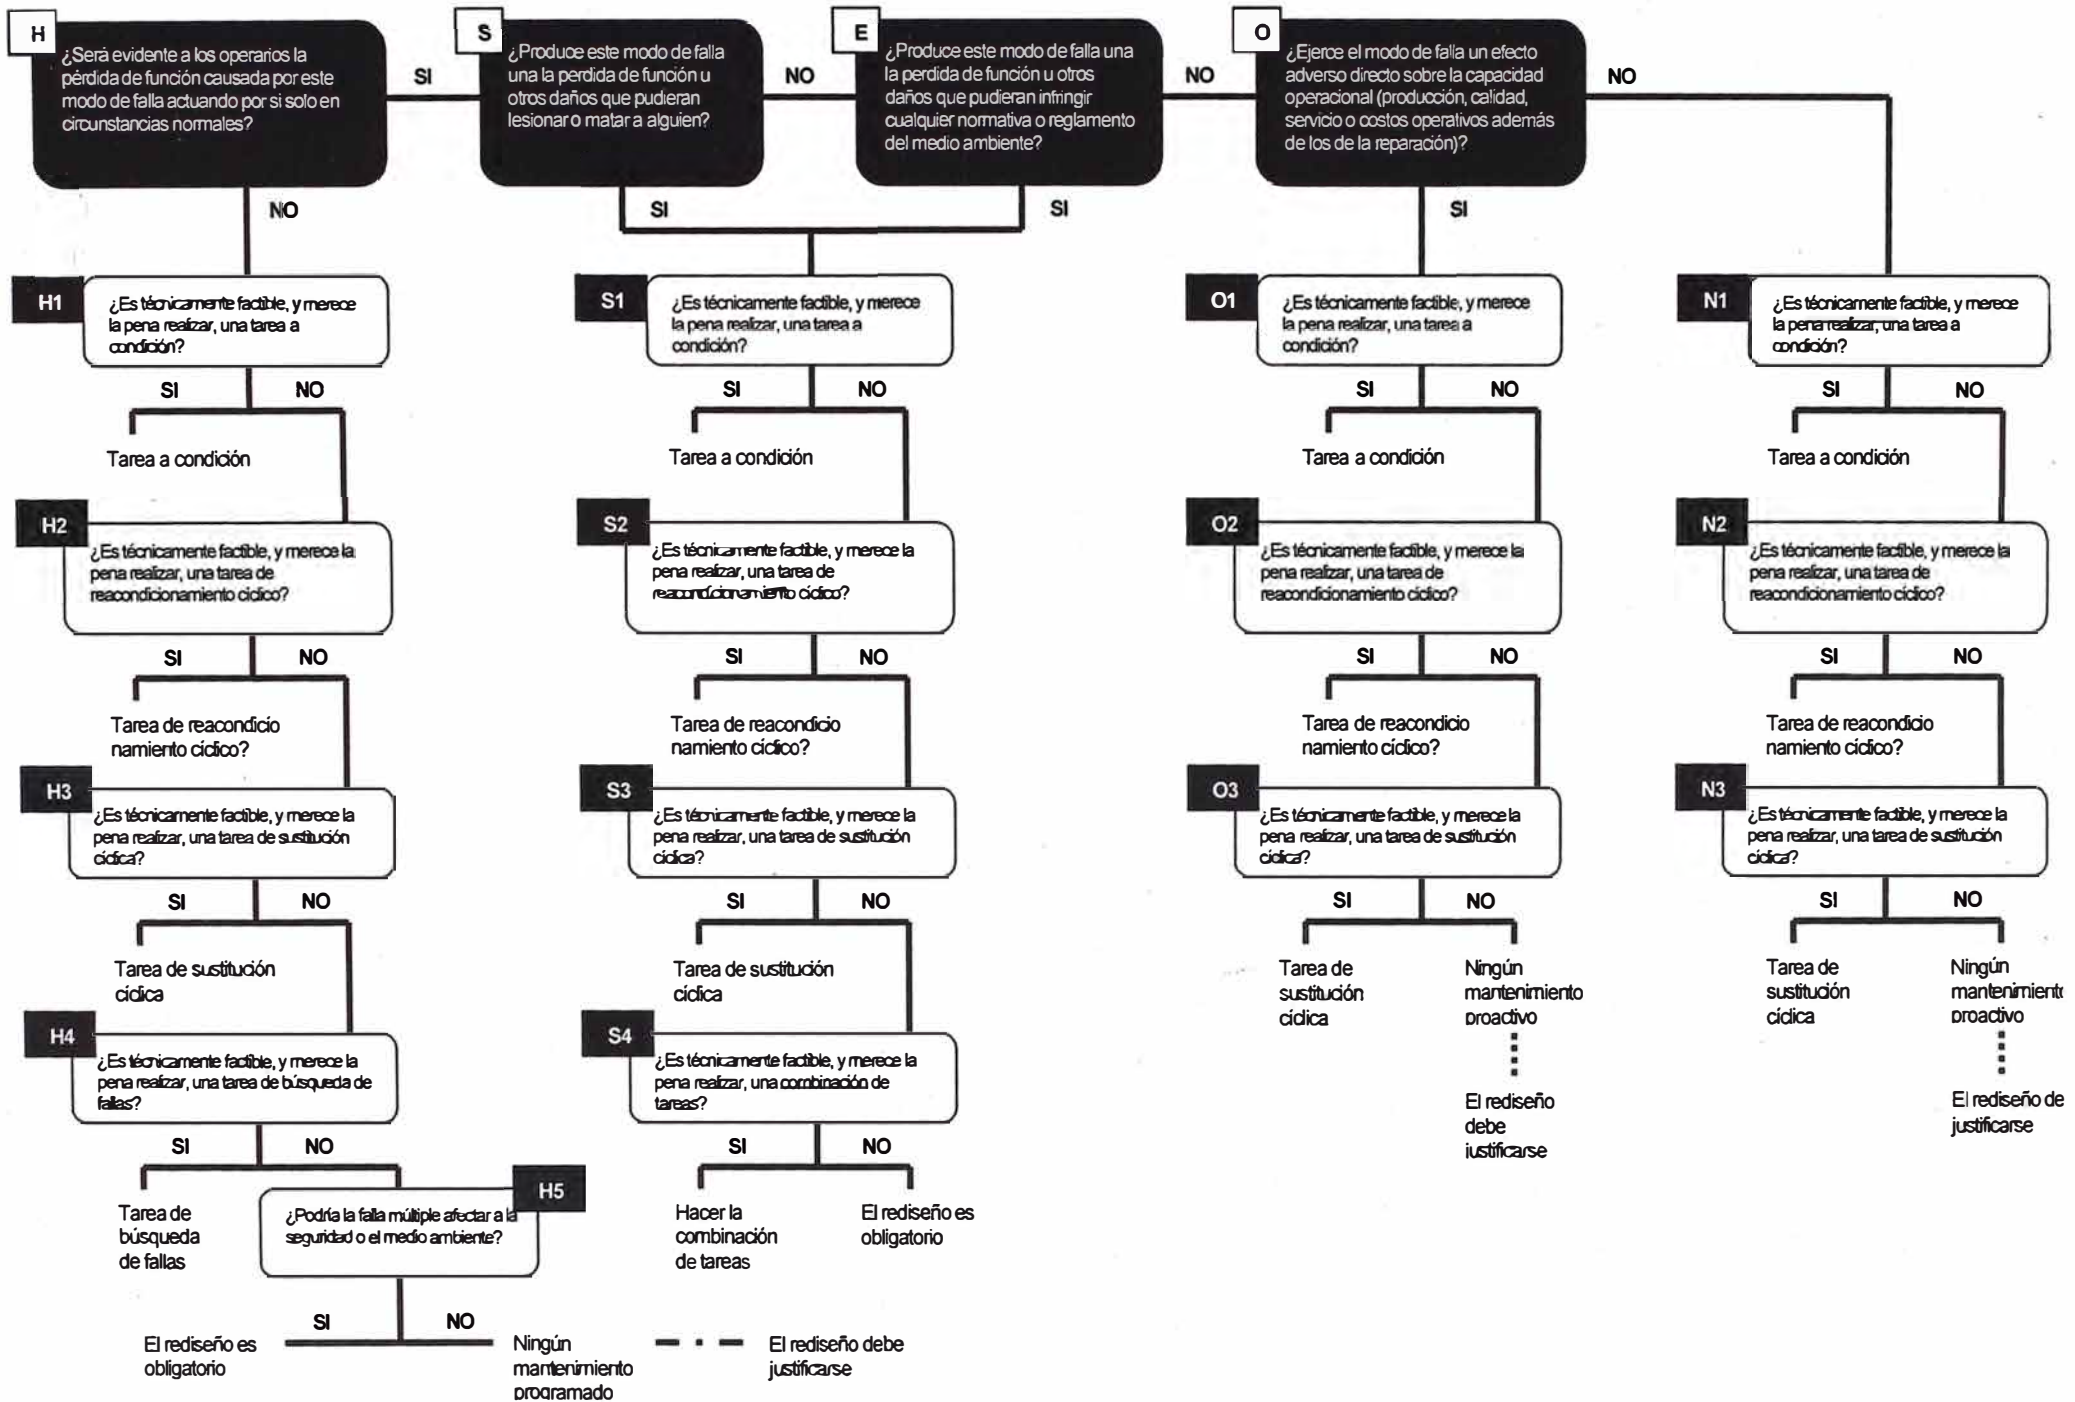 H
¿Será evidente a los operarios la
pérdida de función causada por este
modo de falla actuando por si solo en
circunstancias normales?
SI
S
¿Produce este modo de falla
una la perdida de función u
otros daños que pudieran
lesionar o matar a alguien?
NO
E
¿Produce este modo de falla una
la perdida de función u otros
daños que pudieran infringir
cualquier normativa o reglamento
del medio ambiente?
NO
O
¿Ejerce el modo de falla un efecto
adverso directo sobre la capacidad
operacional (producción, calidad,
servicio o costos operativos además
de los de la reparación)?
NO
NO
SI
SI
SI
H1
¿Es técnicamente factible, y merece
la pena realizar, una tarea a
condición?
SI
NO
Tarea a condición
H2
¿Es técnicamente factible, y merece la
pena realizar, una tarea de
reacondicionamiento cíclico?
SI
NO
Tarea de reacondicio
namiento cíclico?
H3
¿Es técnicamente factible, y merece la
pena realizar, una tarea de sustitución
cíclica?
SI
NO
Tarea de sustitución
cíclica
H4
¿Es técnicamente factible, y merece la
pena realizar, una tarea de búsqueda de
fallas?
SI
NO
Tarea de
búsqueda
de fallas
H5
¿Podría la falla múltiple afectar a la
seguridad o el medio ambiente?
SI
NO
El rediseño es
obligatorio
Ningún
mantenimiento
programado
El rediseño debe
justificarse
S1
¿Es técnicamente factible, y merece
la pena realizar, una tarea a
condición?
SI
NO
Tarea a condición
S2
¿Es técnicamente factible, y merece la
pena realizar, una tarea de
reacondicionamiento cíclico?
SI
NO
Tarea de reacondicio
namiento cíclico?
S3
¿Es técnicamente factible, y merece la
pena realizar, una tarea de sustitución
cíclica?
SI
NO
Tarea de sustitución
cíclica
S4
¿Es técnicamente factible, y merece la
pena realizar, una combinación de
tareas?
SI
NO
Hacer la
combinación
de tareas
El rediseño es
obligatorio
O1
¿Es técnicamente factible, y merece
la pena realizar, una tarea a
condición?
SI
NO
Tarea a condición
O2
¿Es técnicamente factible, y merece la
pena realizar, una tarea de
reacondicionamiento cíclico?
SI
NO
Tarea de reacondicio
namiento cíclico?
O3
¿Es técnicamente factible, y merece la
pena realizar, una tarea de sustitución
cíclica?
SI
NO
Tarea de
sustitución
cíclica
Ningún
mantenimiento
proactivo
El rediseño
debe
justificarse
N1
¿Es técnicamente factible, y merece
la pena realizar, una tarea a
condición?
SI
NO
Tarea a condición
N2
¿Es técnicamente factible, y merece la
pena realizar, una tarea de
reacondicionamiento cíclico?
SI
NO
Tarea de reacondicio
namiento cíclico?
N3
¿Es técnicamente factible, y merece la
pena realizar, una tarea de sustitución
cíclica?
SI
NO
Tarea de
sustitución
cíclica
Ningún
mantenimiento
proactivo
El rediseño de
justificarse